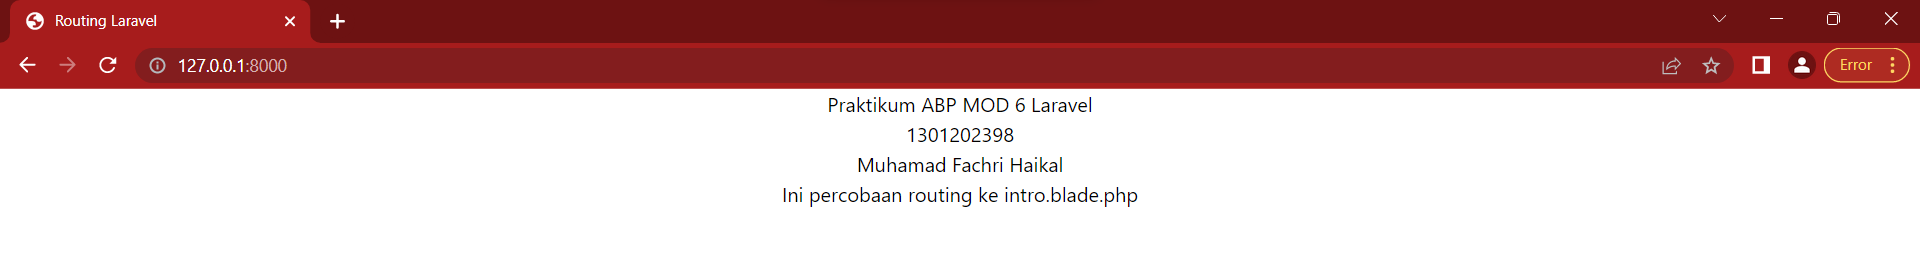 Routing Laravel
127.0.0.1:8000
Error
Praktikum ABP MOD 6 Laravel
1301202398
Muhamad Fachri Haikal
Ini percobaan routing ke intro.blade.php